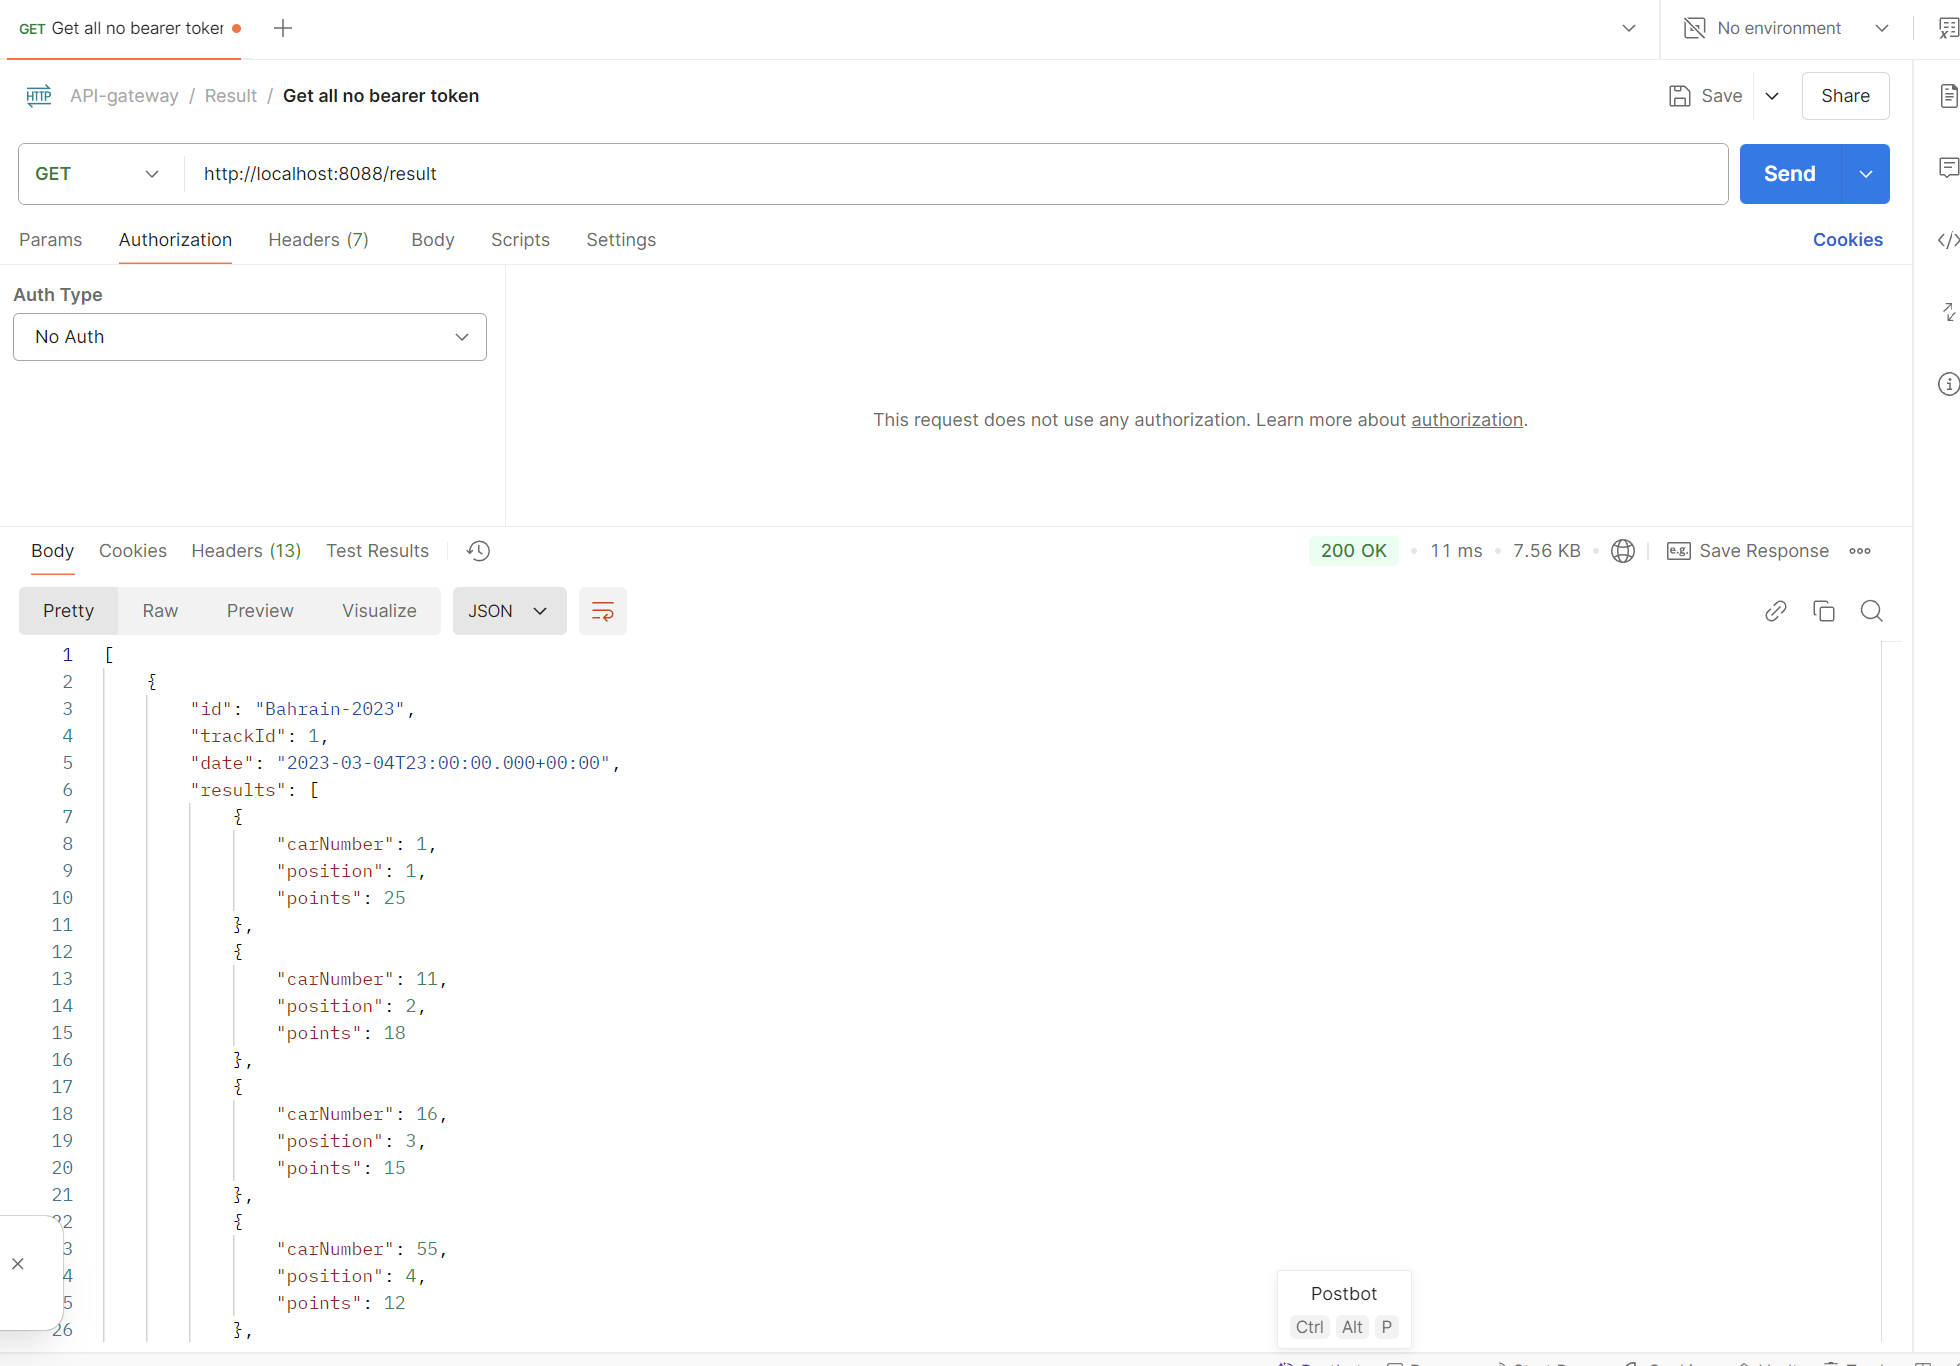 GET Get all no bearer token
No environment
HTTP API-gateway / Result / Get all no bearer token
Save
Share
GET
http://localhost:8088/result
Send
Params
Authorization
Headers (7)
Body
Scripts
Settings
Cookies
Auth Type
No Auth
This request does not use any authorization. Learn more about authorization.
Body
Cookies
Headers (13)
Test Results
200 OK
11 ms
7.56 KB
e.g. Save Response
Pretty
Raw
Preview
Visualize
JSON
1 [
2 {
3 "id": "Bahrain-2023",
4 "trackId": 1,
5 "date": "2023-03-04T23:00:00.000+00:00",
6 "results": [
7 {
8 "carNumber": 1,
9 "position": 1,
10 "points": 25
11 },
12 {
13 "carNumber": 11,
14 "position": 2,
15 "points": 18
16 },
17 {
18 "carNumber": 16,
19 "position": 3,
20 "points": 15
21 },
22 {
3 "carNumber": 55,
4 "position": 4,
5 "points": 12
26 },
Postbot
Ctrl Alt P